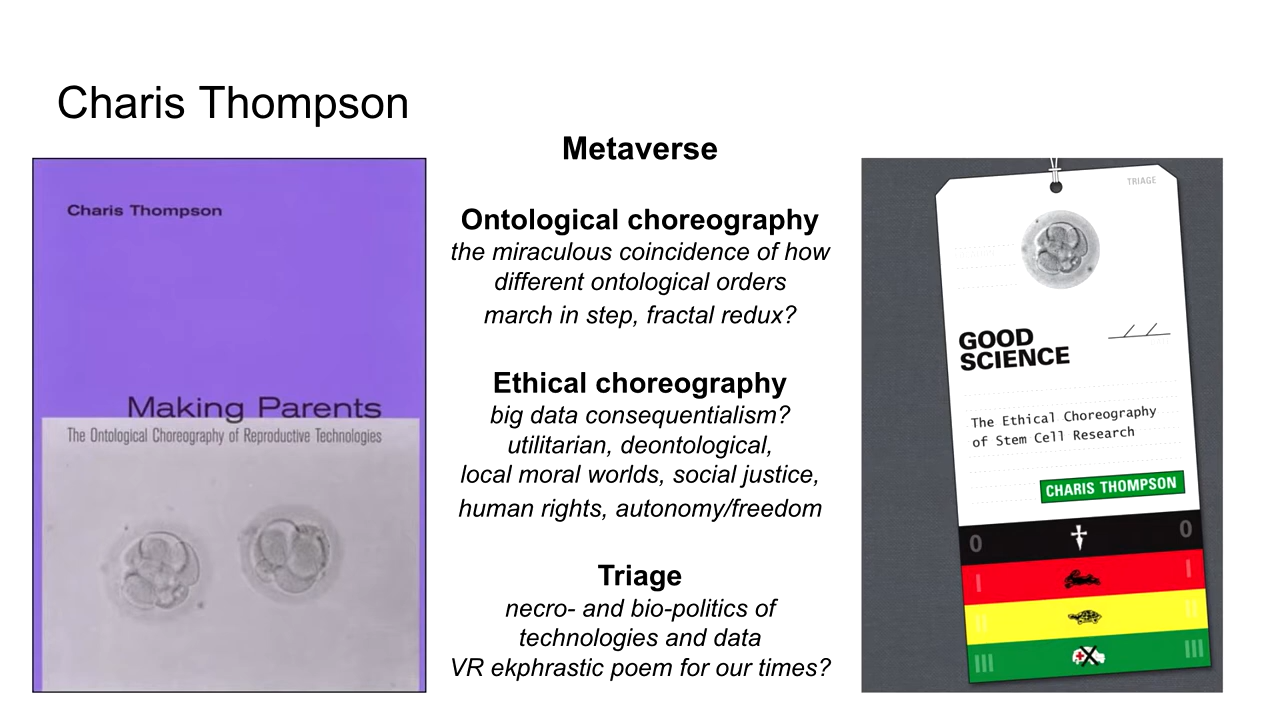 Charis Thompson
Charis Thompson
Making Parents
The Ontological Choreography of Reproductive Technologies
Metaverse
Ontological choreography
the miraculous coincidence of how
different ontological orders
march in step, fractal redux?
Ethical choreography
big data consequentialism?
utilitarian, deontological,
local moral worlds, social justice,
human rights, autonomy/freedom
Triage
necro- and bio-politics of
technologies and data
VR ekphrastic poem for our times?
TRIAGE
GOOD
SCIENCE
The Ethical Choreography
of Stem Cell Research
CHARIS THOMPSON
0 0
I I
II II
III III